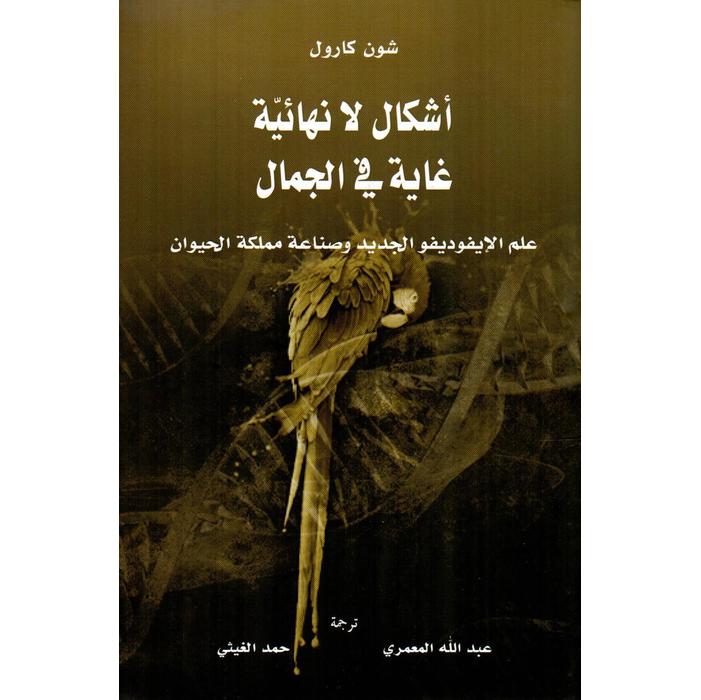 شون كارول
أشكال لا نهائيّة
غاية في الجمال
علم الإيفوديفو الجديد وصناعة مملكة الحيوان
ترجمة
عبد الله المعمري حمد الغيثي